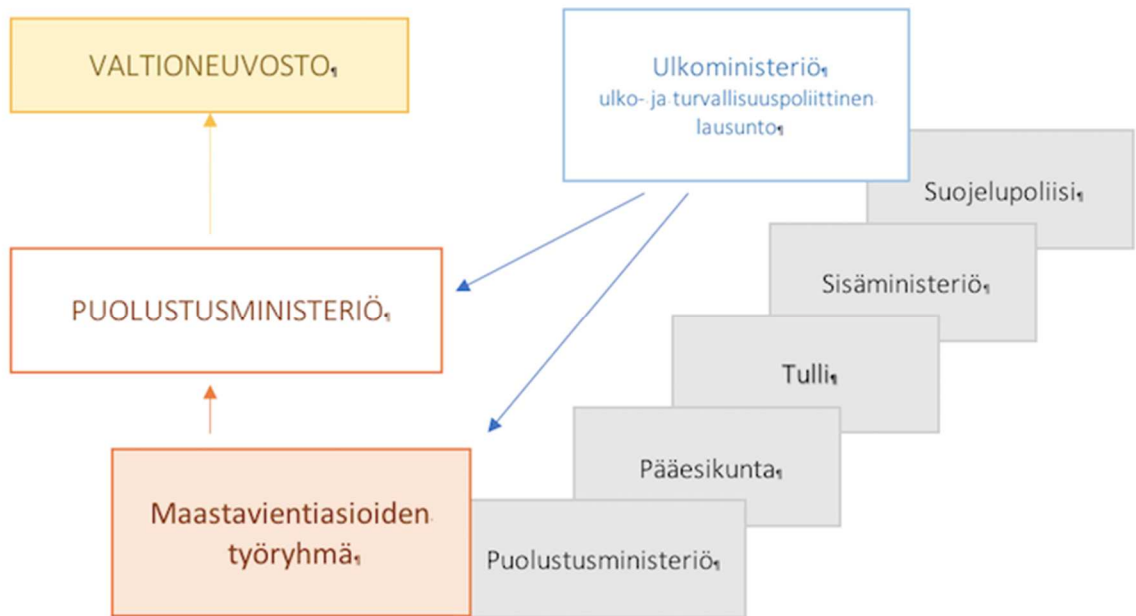 VALTIONEUVOSTO¶
Ulkoministeriö¶
ulko- ja turvallisuuspoliittinen
lausunto¶
Suojelupoliisi¶
PUOLUSTUSMINISTERIÖ¶
Sisäministeriö¶
Tulli¶
Pääesikunta¶
Maastavientiasioiden
työryhmä¶
Puolustusministeriö¶